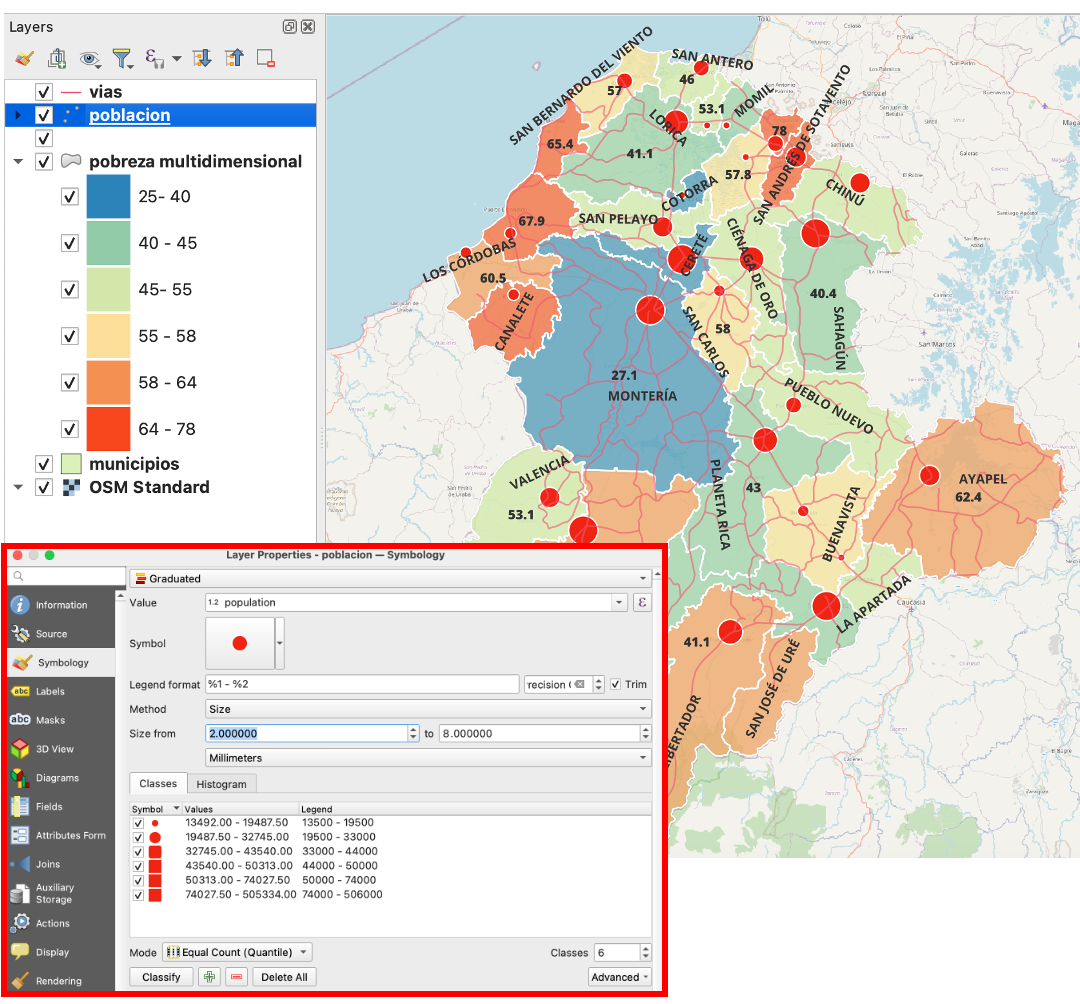 Layers
vias
poblacion
pobreza multidimensional
25- 40
40 - 45
45- 55
55 - 58
58 - 64
64 - 78
municipios
OSM Standard
SAN BERNARDO DEL VIENTO
57
SAN ANTERO
46
53.1
MOMIL
LORICA
78
SAN ANDRÉS DE SOTAVENTO
65.4
41.1
57.8
COTORRA
CHINÚ
67.9
SAN PELAYO
LOS CÓRDOBAS
CERETÉ
CIÉNAGA DE ORO
60.5
CANALETE
40.4
SAHAGÚN
58
SAN CARLOS
27.1
MONTERÍA
PUEBLO NUEVO
VALENCIA
53.1
PLANETA RICA
43
BUENAVISTA
AYAPEL
62.4
LA APARTADA
Caucasia
41.1
SAN JOSÉ DE URÉ
LIBERTADOR
Tolú
Corozal
Galeras
San Marcos
Layer Properties - poblacion — Symbology
Graduated
Information
Value
1.2 population
ε
Source
Symbol
Symbology
Legend format
%1 - %2
recision (
Trim
Labels
Method
Size
Masks
Size from
2.000000
to
8.000000
3D View
Millimeters
Diagrams
Classes
Histogram
Fields
Symbol
Values
Legend
13492.00 - 19487.50
13500 - 19500
19487.50 - 32745.00
19500 - 33000
Attributes Form
32745.00 - 43540.00
33000 - 44000
43540.00 - 50313.00
44000 - 50000
Joins
50313.00 - 74027.50
50000 - 74000
74027.50 - 505334.00
74000 - 506000
Auxiliary
Storage
Actions
Display
Mode
Equal Count (Quantile)
Classes
6
Rendering
Classify
Delete All
Advanced